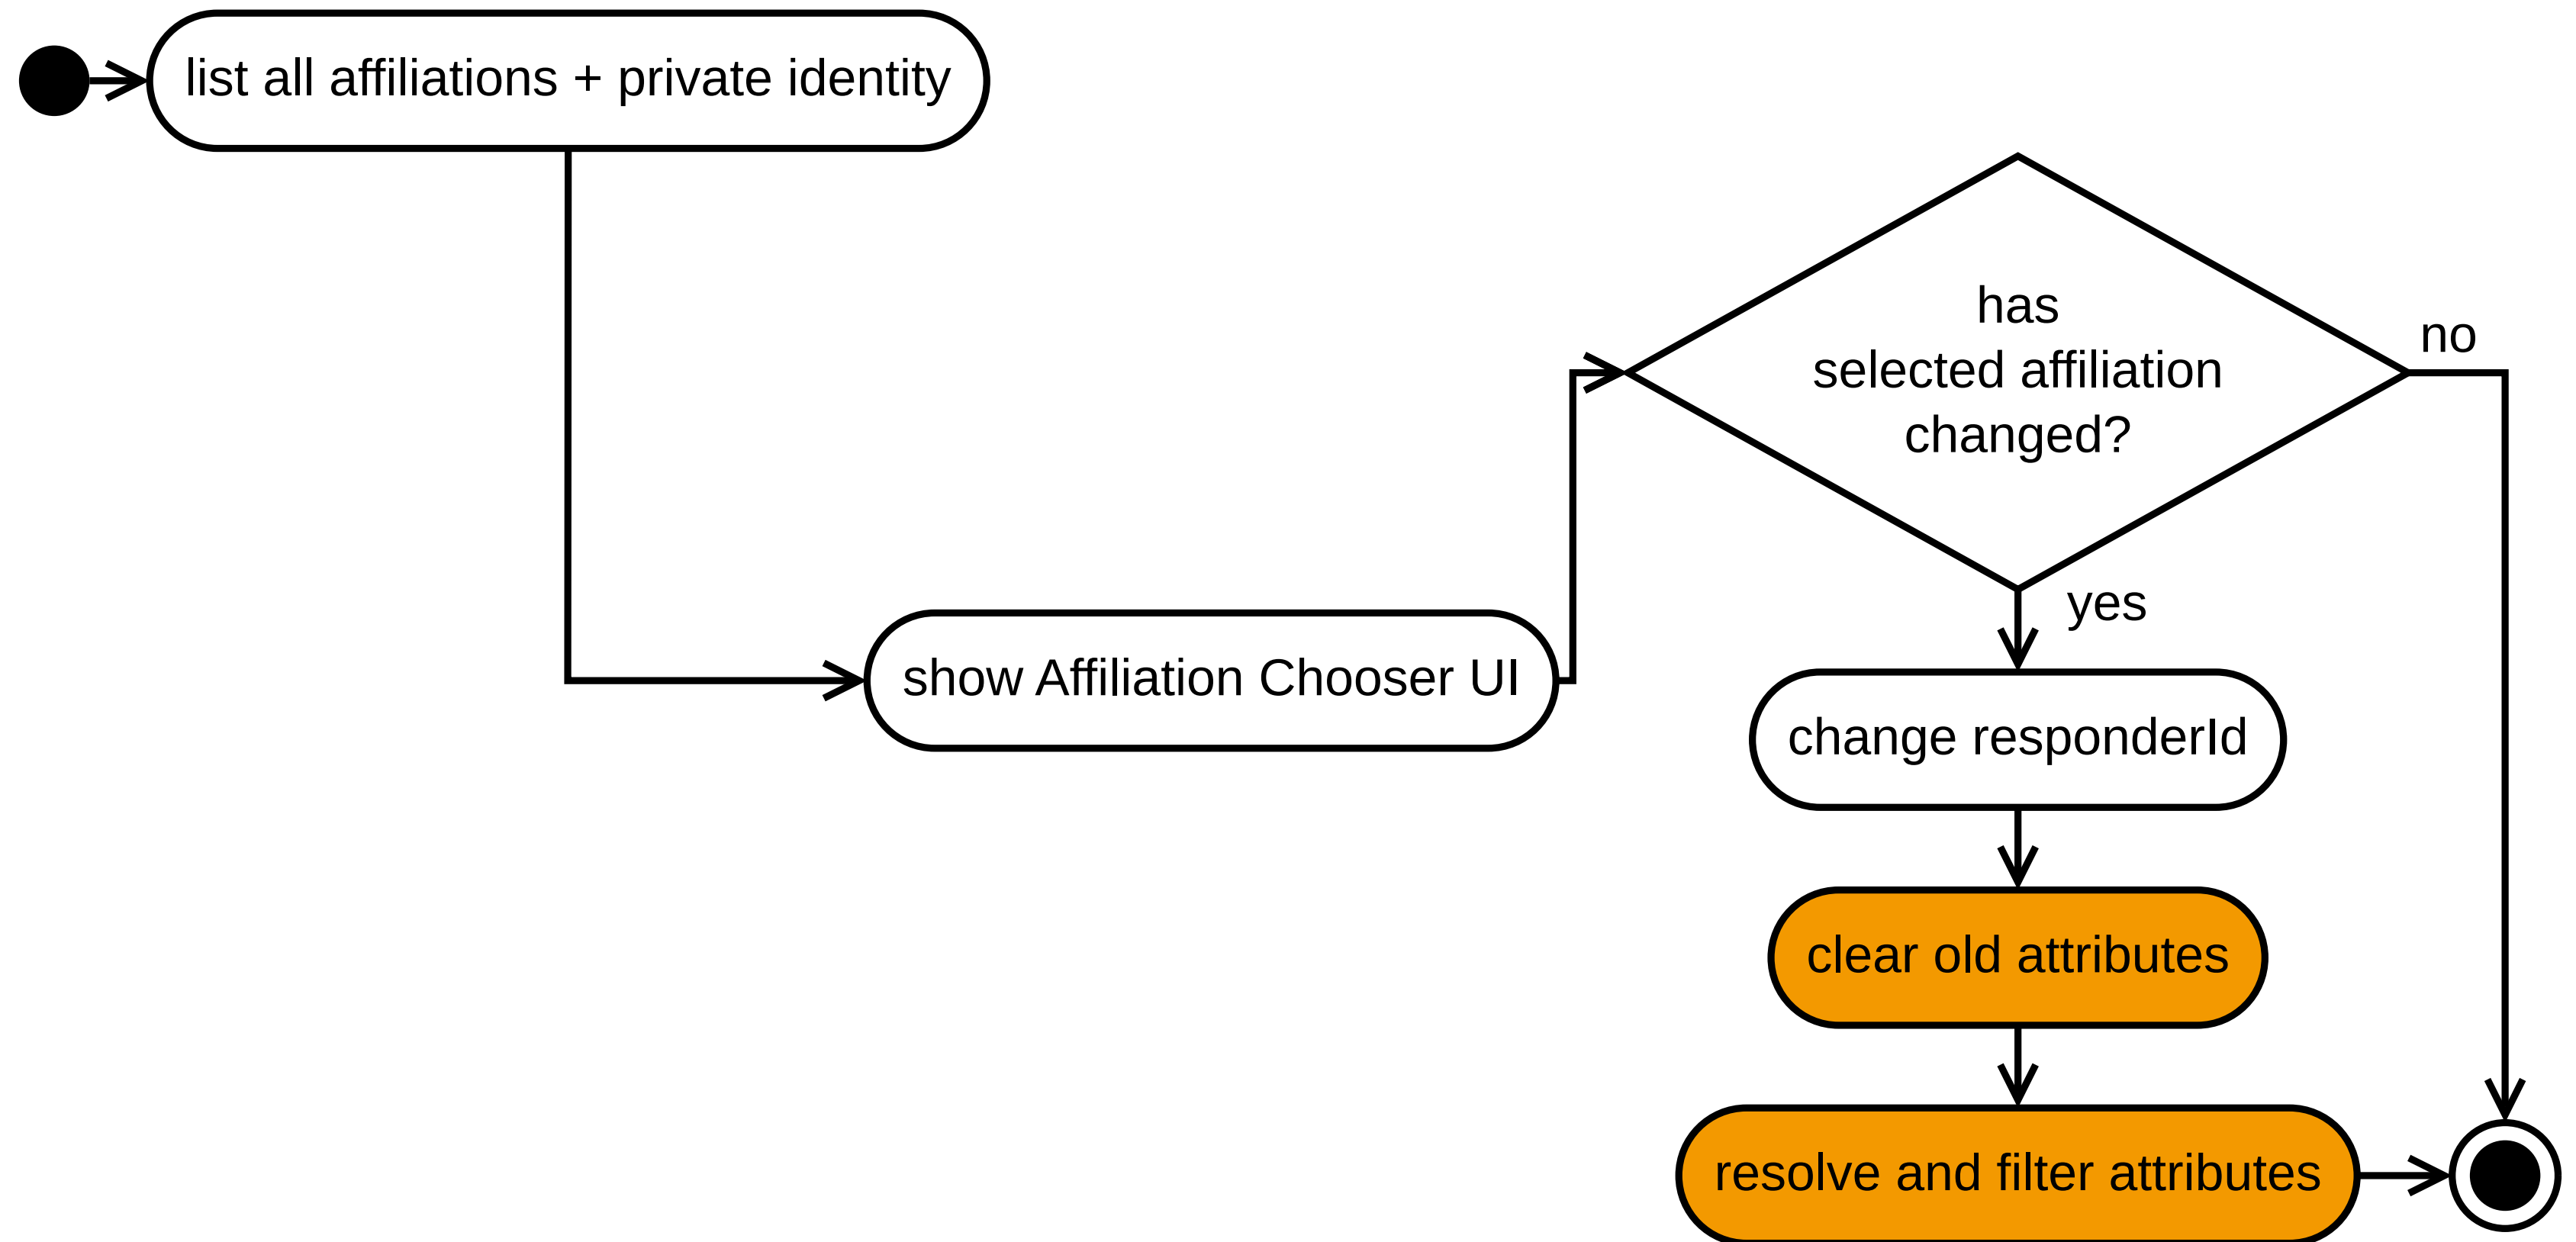 list all affiliations + private identity
has
selected affiliation
changed?
no
yes
show Affiliation Chooser UI
change responderId
clear old attributes
resolve and filter attributes